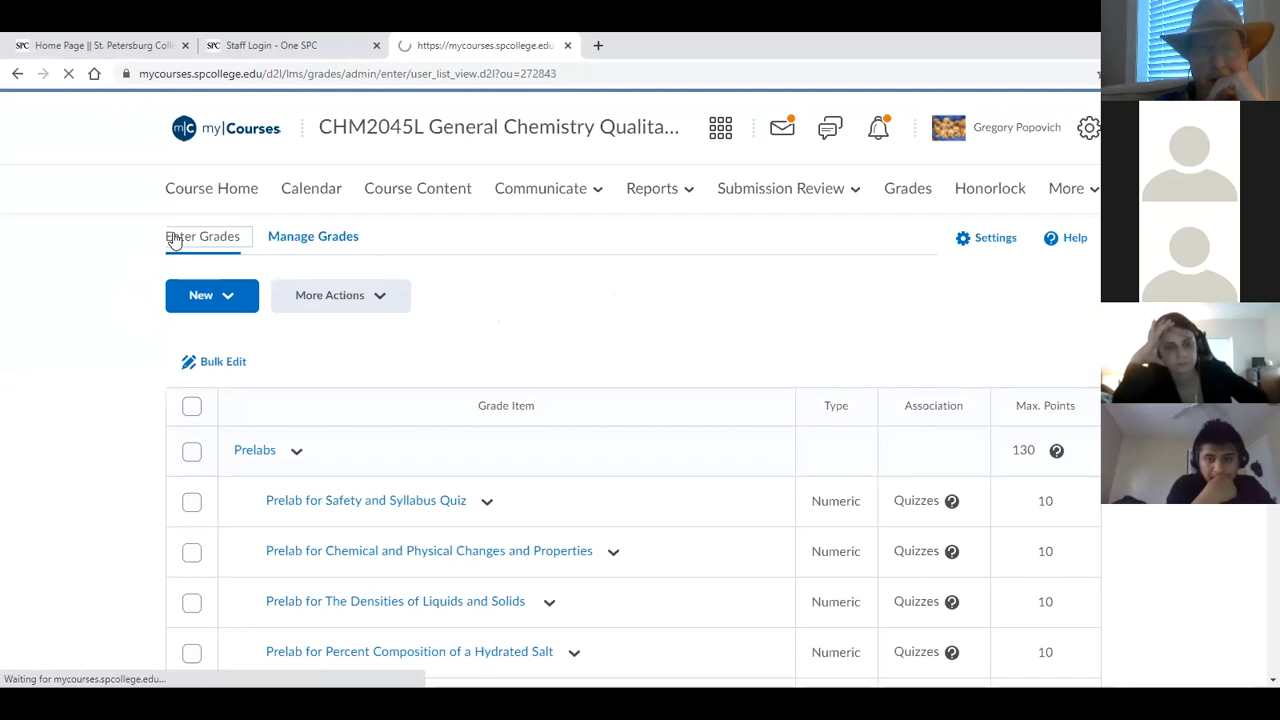 SPC Home Page || St. Petersburg Coll
SPC Staff Login - One SPC
https://mycourses.spcollege.edu
mycourses.spcollege.edu/d2l/lms/grades/admin/enter/user_list_view.d2l?ou=272843
m|C my|Courses
CHM2045L General Chemistry Qualita...
Gregory Popovich
Course Home Calendar Course Content Communicate Reports Submission Review Grades Honorlock More
Enter Grades Manage Grades Settings Help
New More Actions
Bulk Edit
Grade Item Type Association Max. Points
Prelabs 130
Prelab for Safety and Syllabus Quiz Numeric Quizzes 10
Prelab for Chemical and Physical Changes and Properties Numeric Quizzes 10
Prelab for The Densities of Liquids and Solids Numeric Quizzes 10
Prelab for Percent Composition of a Hydrated Salt Numeric Quizzes 10
Waiting for mycourses.spcollege.edu...